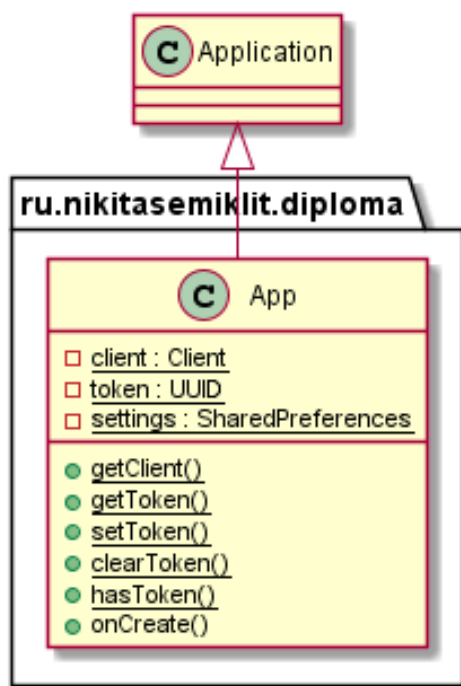 C Application
ru.nikitasemiklit.diploma
C App
client : Client
token : UUID
settings : SharedPreferences
getClient()
getToken()
setToken()
clearToken()
hasToken()
onCreate()